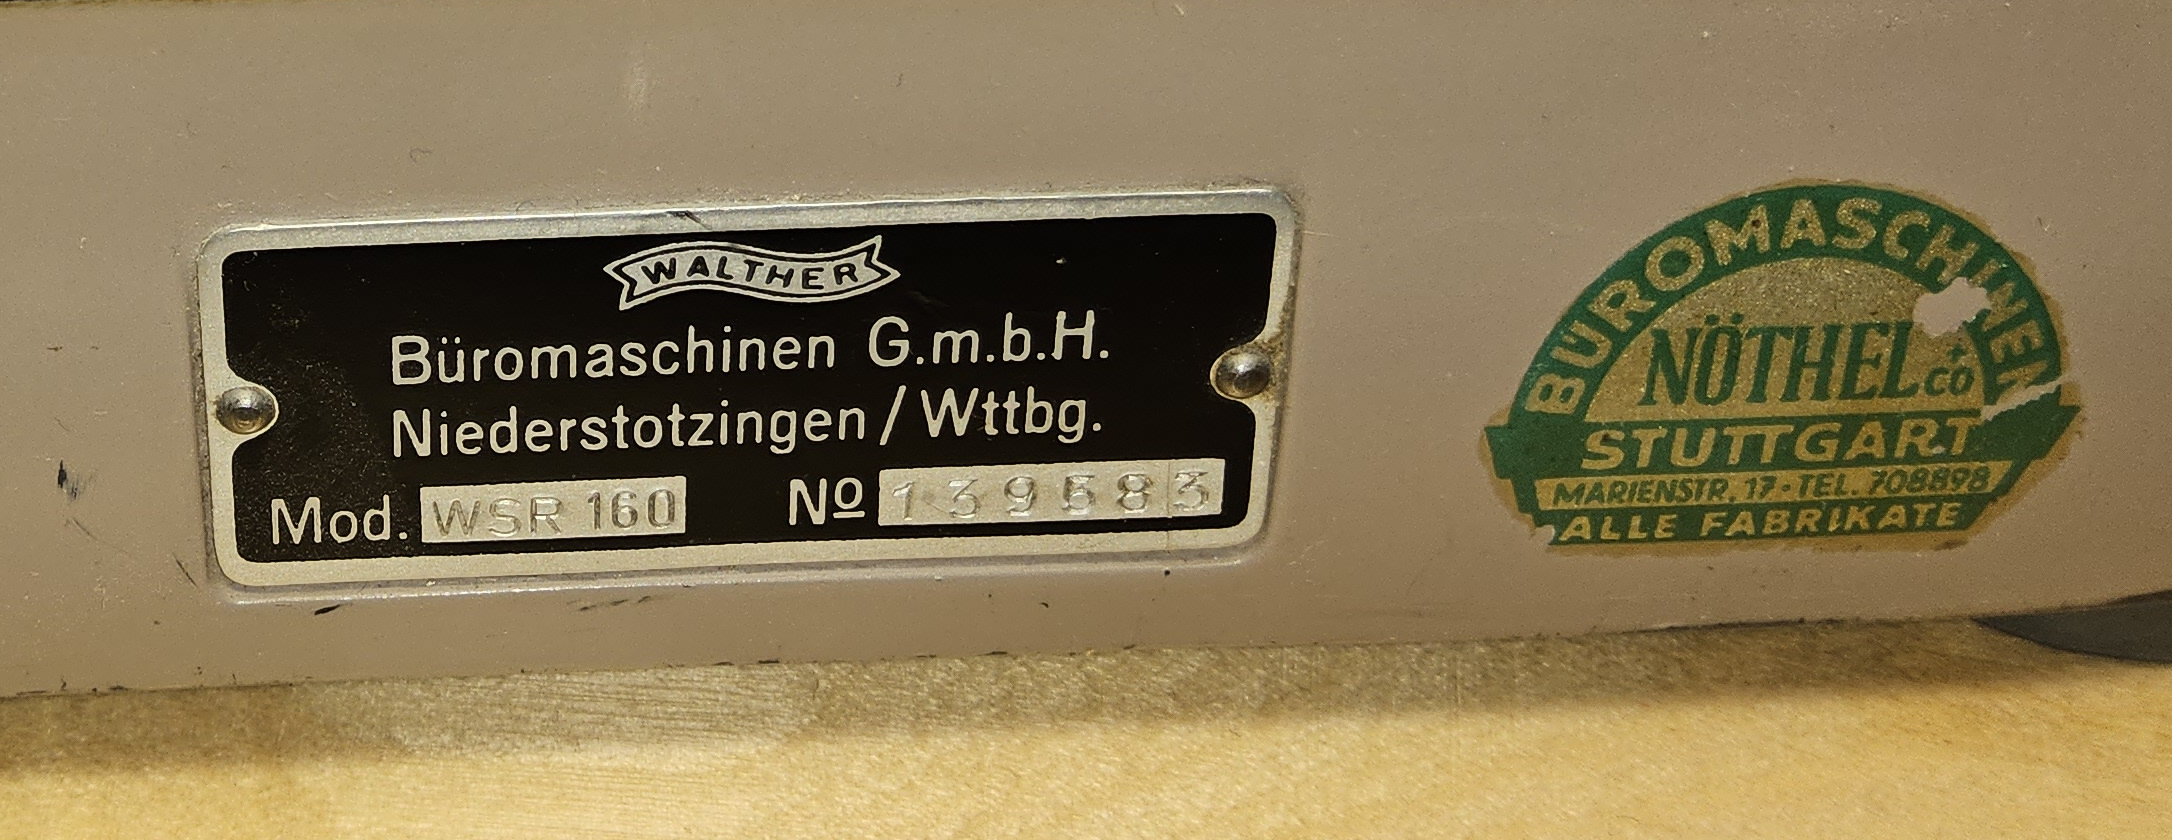 WALTHER
Büromaschinen G.m.b.H.
Niederstotzingen / Wttbg.
Mod. WSR 160 Nº 139583
BÜROMASCHINEN
NÖTHEL + CO
STUTTGART
MARIENSTR. 17 - TEL. 708898
ALLE FABRIKATE